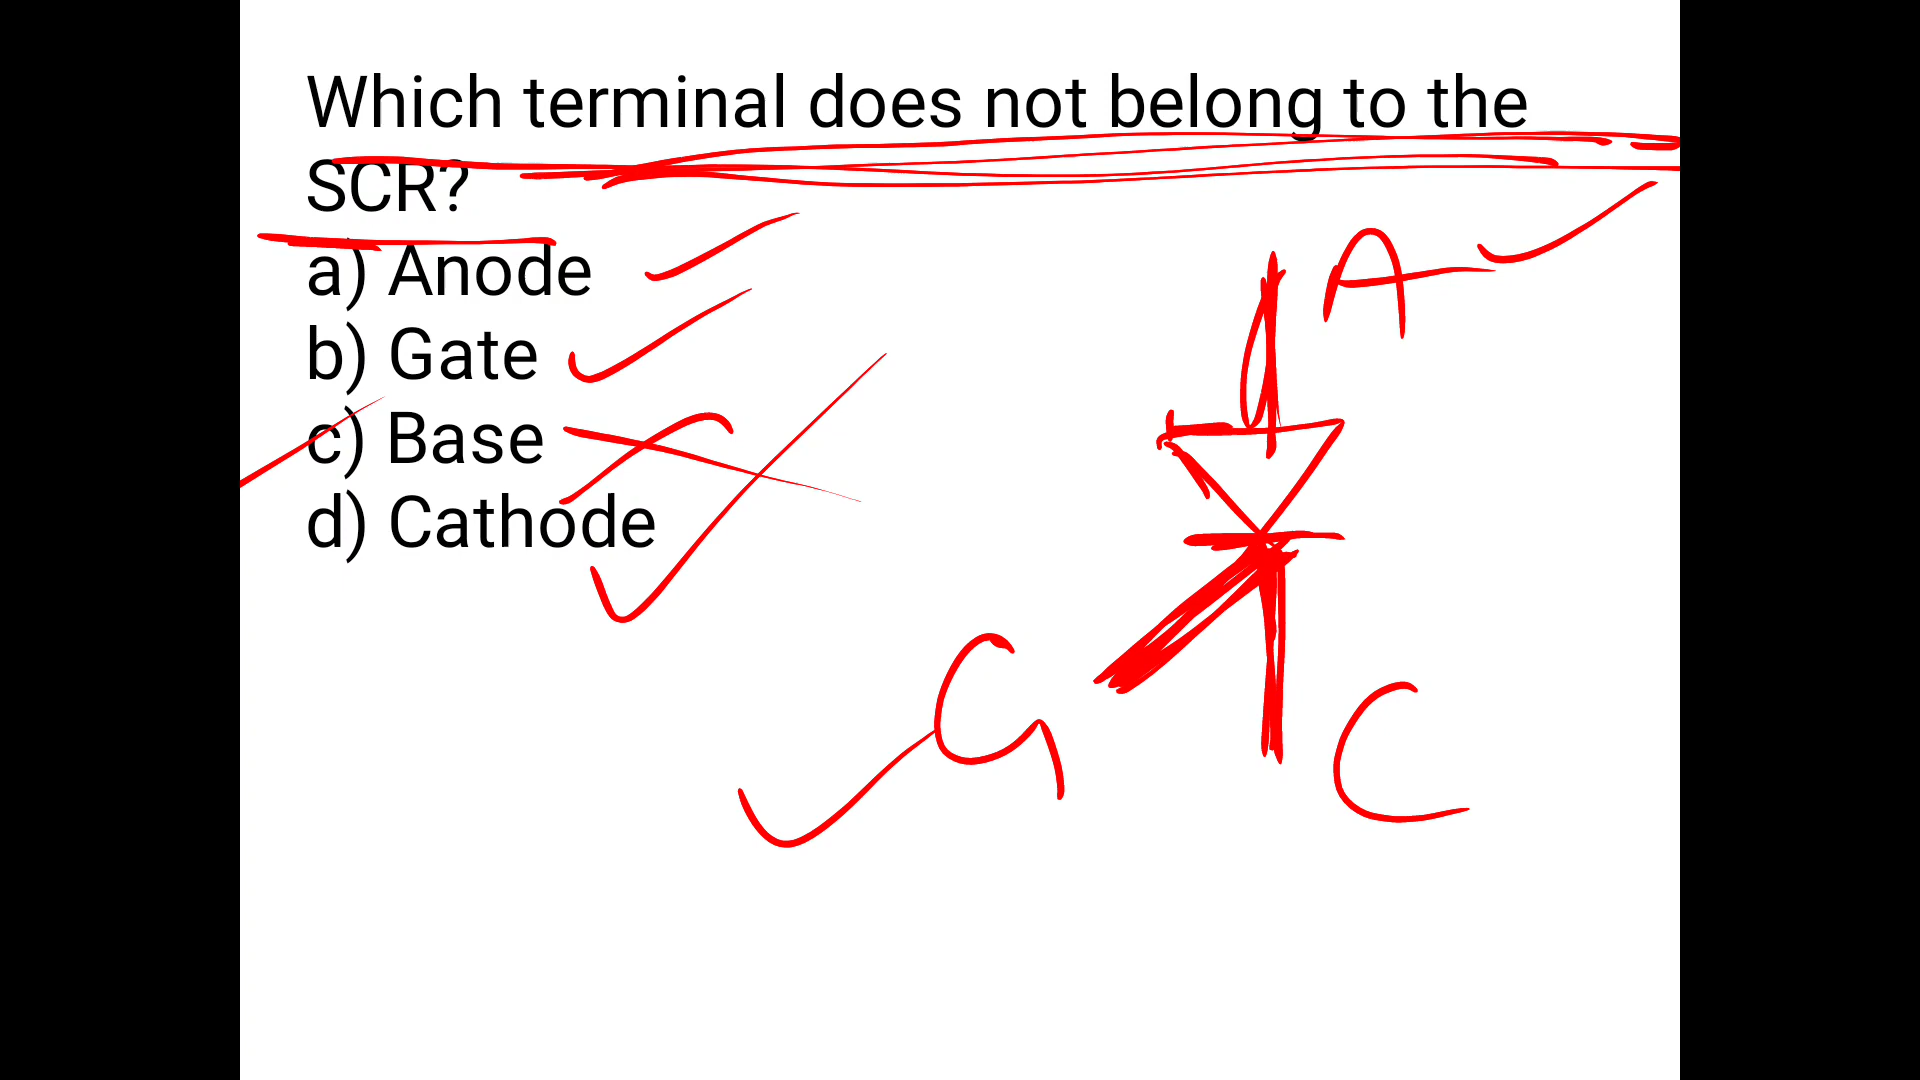 Which terminal does not belong to the
SCR?
a) Anode
b) Gate
c) Base
d) Cathode
A
G
C